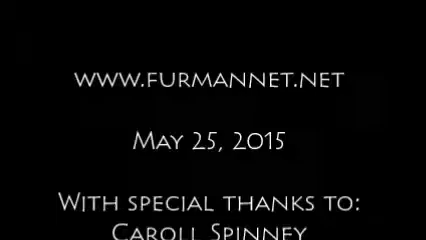 www.furmannet.net
May 25, 2015
With special thanks to:
Caroll Spinney